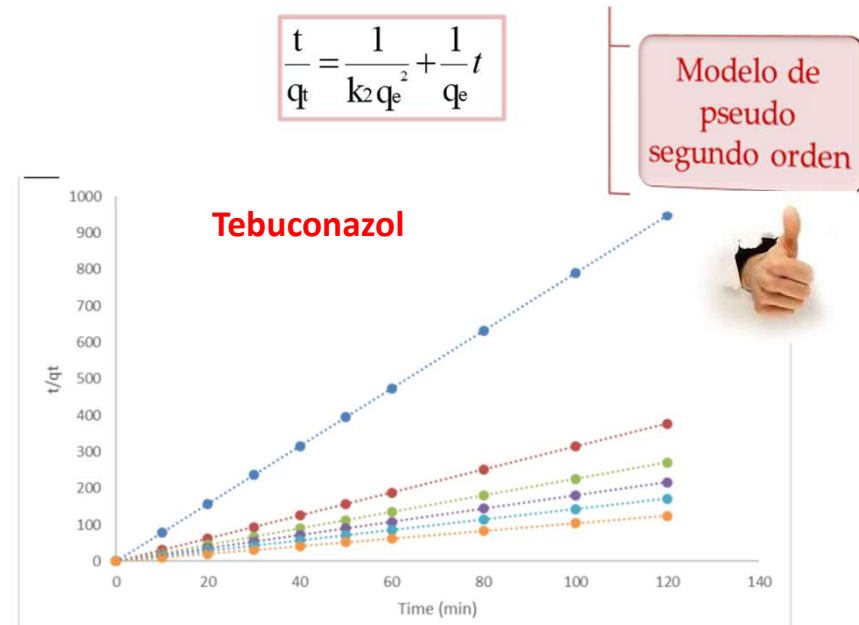 t/qt = 1/k2 qe² + 1/qe t
Modelo de
pseudo
segundo orden
Tebuconazol
1000
900
800
700
600
500
400
300
200
100
0
t/qt
0 20 40 60 80 100 120 140
Time (min)